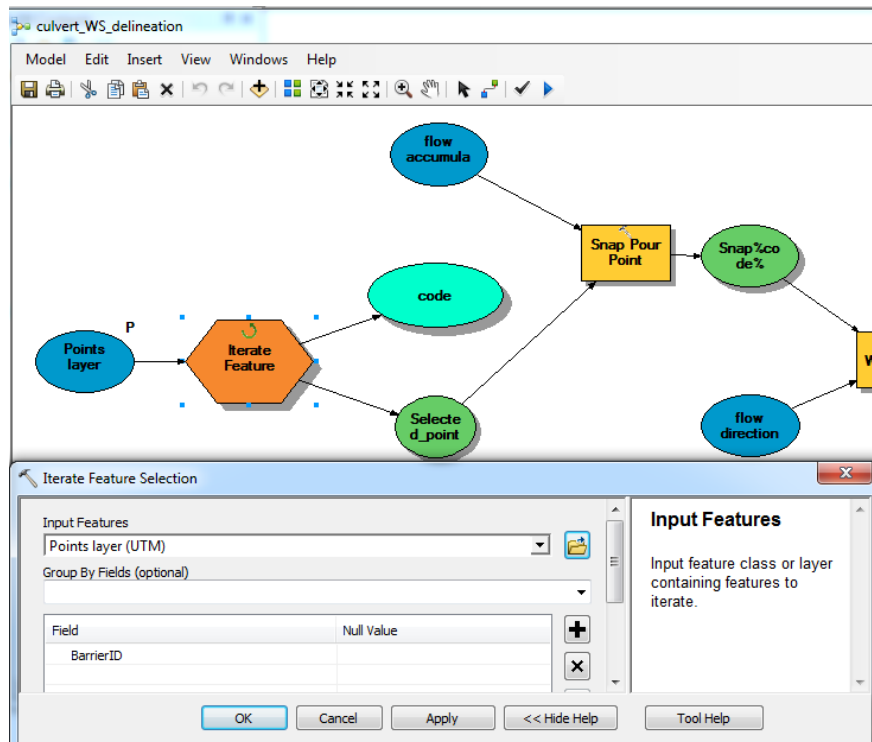 culvert_WS_delineation
Model Edit Insert View Windows Help
flow
accumula
Snap Pour
Point
Snap%co
de%
code
P
Points
layer
Iterate
Feature
W
Selecte
d_point
flow
direction
Iterate Feature Selection
Input Features
Points layer (UTM)
Group By Fields (optional)
Field Null Value
BarrierID
Input Features
Input feature class or layer
containing features to
iterate.
OK Cancel Apply << Hide Help Tool Help